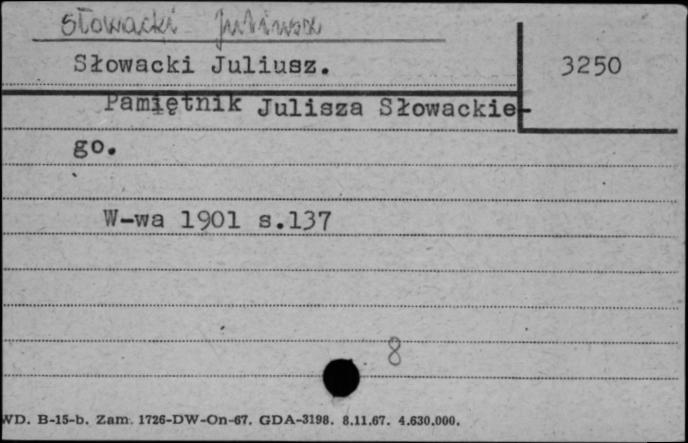 Słowacki Juliusz
Słowacki Juliusz.
3250
Pamiętnik Julisza Słowackie-
go.
W-wa 1901 s.137
8
WD. B-15-b. Zam. 1726-DW-On-67. GDA-3198. 8.11.67. 4.630.000.